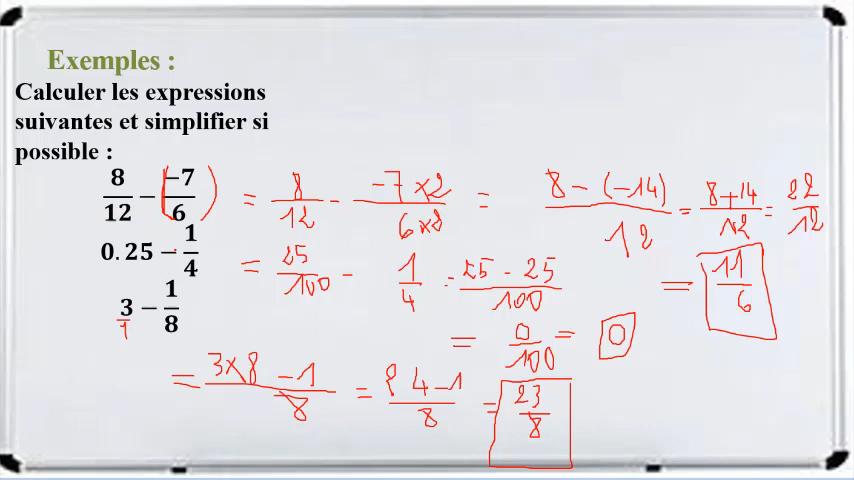 Exemples :
Calculer les expressions
suivantes et simplifier si
possible :
8/12 − (−7/6) = 8/12 - −7×2/6×2 = 8−(−14)/12 = 8+14/12 = 22/12
= 11/6
0.25 − 1/4 = 25/100 - 1/4 = 25−25/100
= 0/100 = 0
3/1 − 1/8
= 3×8−1/8 = 24−1/8 = 23/8